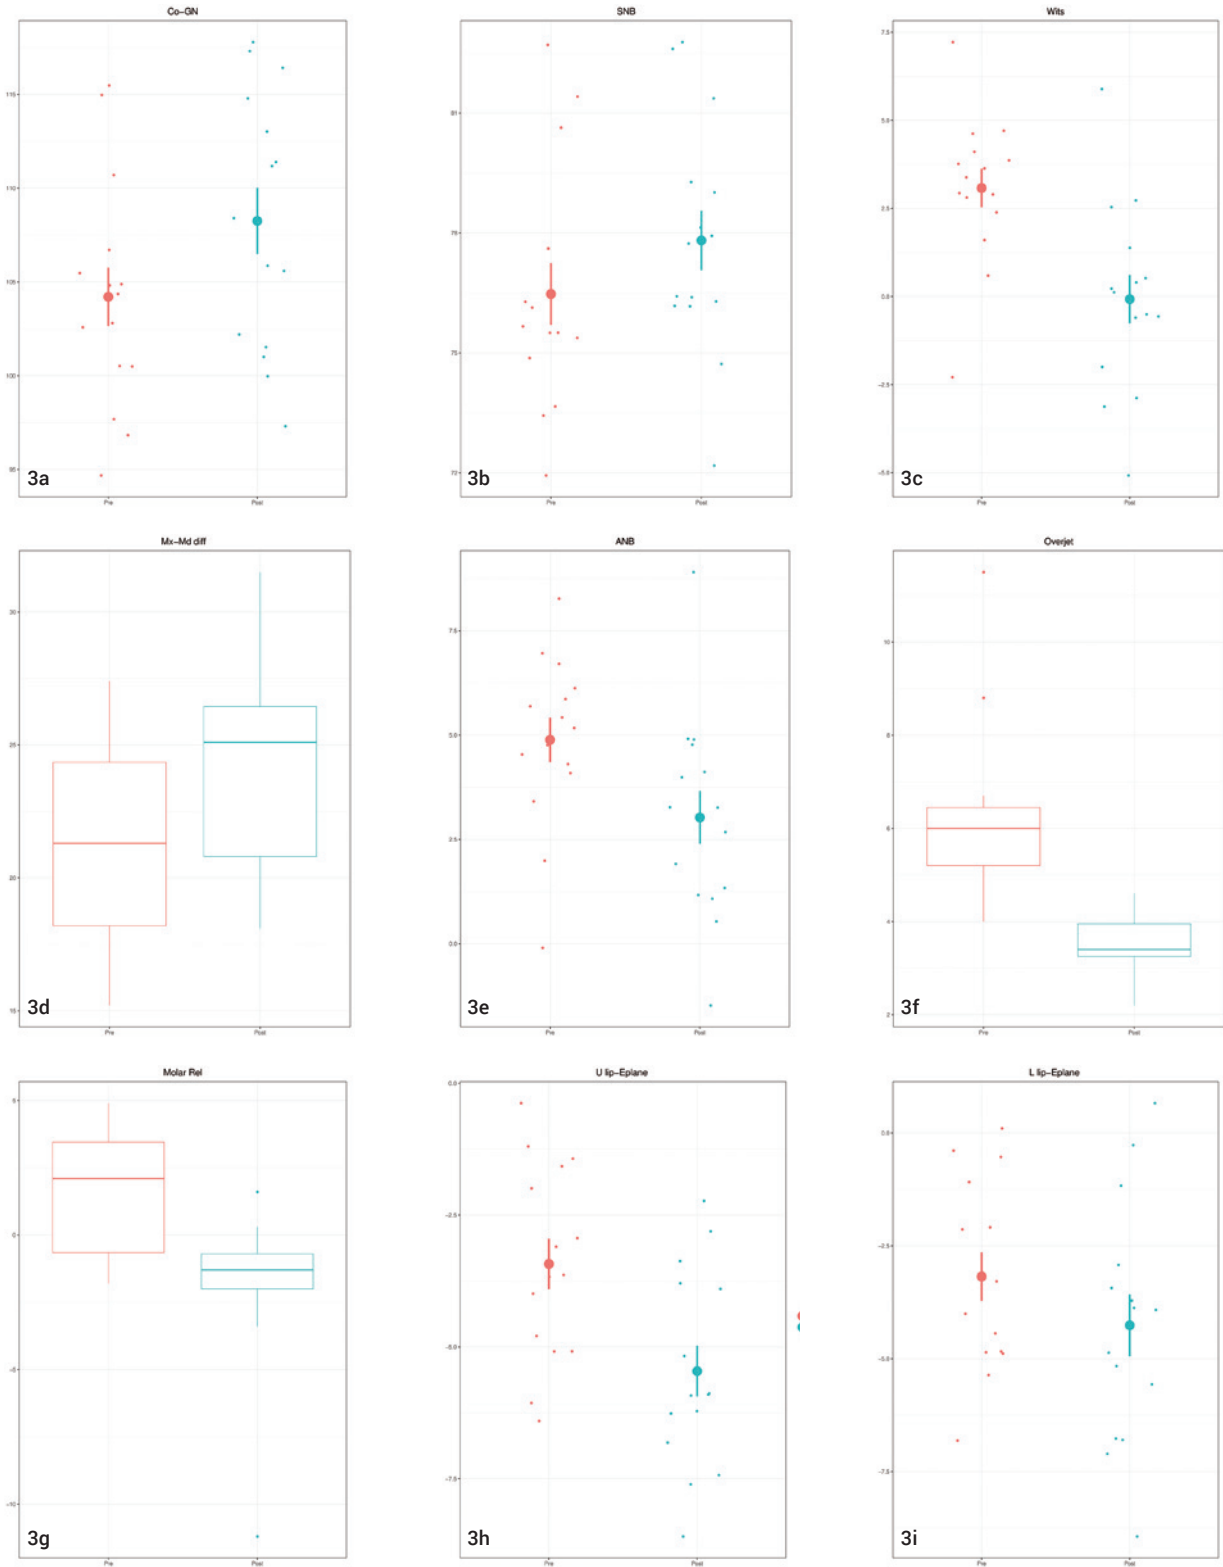 Co-GN
115
110
105
100
95
3a
Pre
Post
SNB
81
78
75
72
3b
Pre
Post
Wits
7.5
5.0
2.5
0.0
-2.5
-5.0
3c
Pre
Post
Mx-Md diff
30
25
20
15
3d
Pre
Post
ANB
7.5
5.0
2.5
0.0
3e
Pre
Post
Overjet
10
8
6
4
2
3f
Pre
Post
Molar Rel
5
0
-5
-10
3g
Pre
Post
U lip-Eplane
0.0
-2.5
-5.0
-7.5
3h
Pre
Post
L lip-Eplane
0.0
-2.5
-5.0
-7.5
3i
Pre
Post